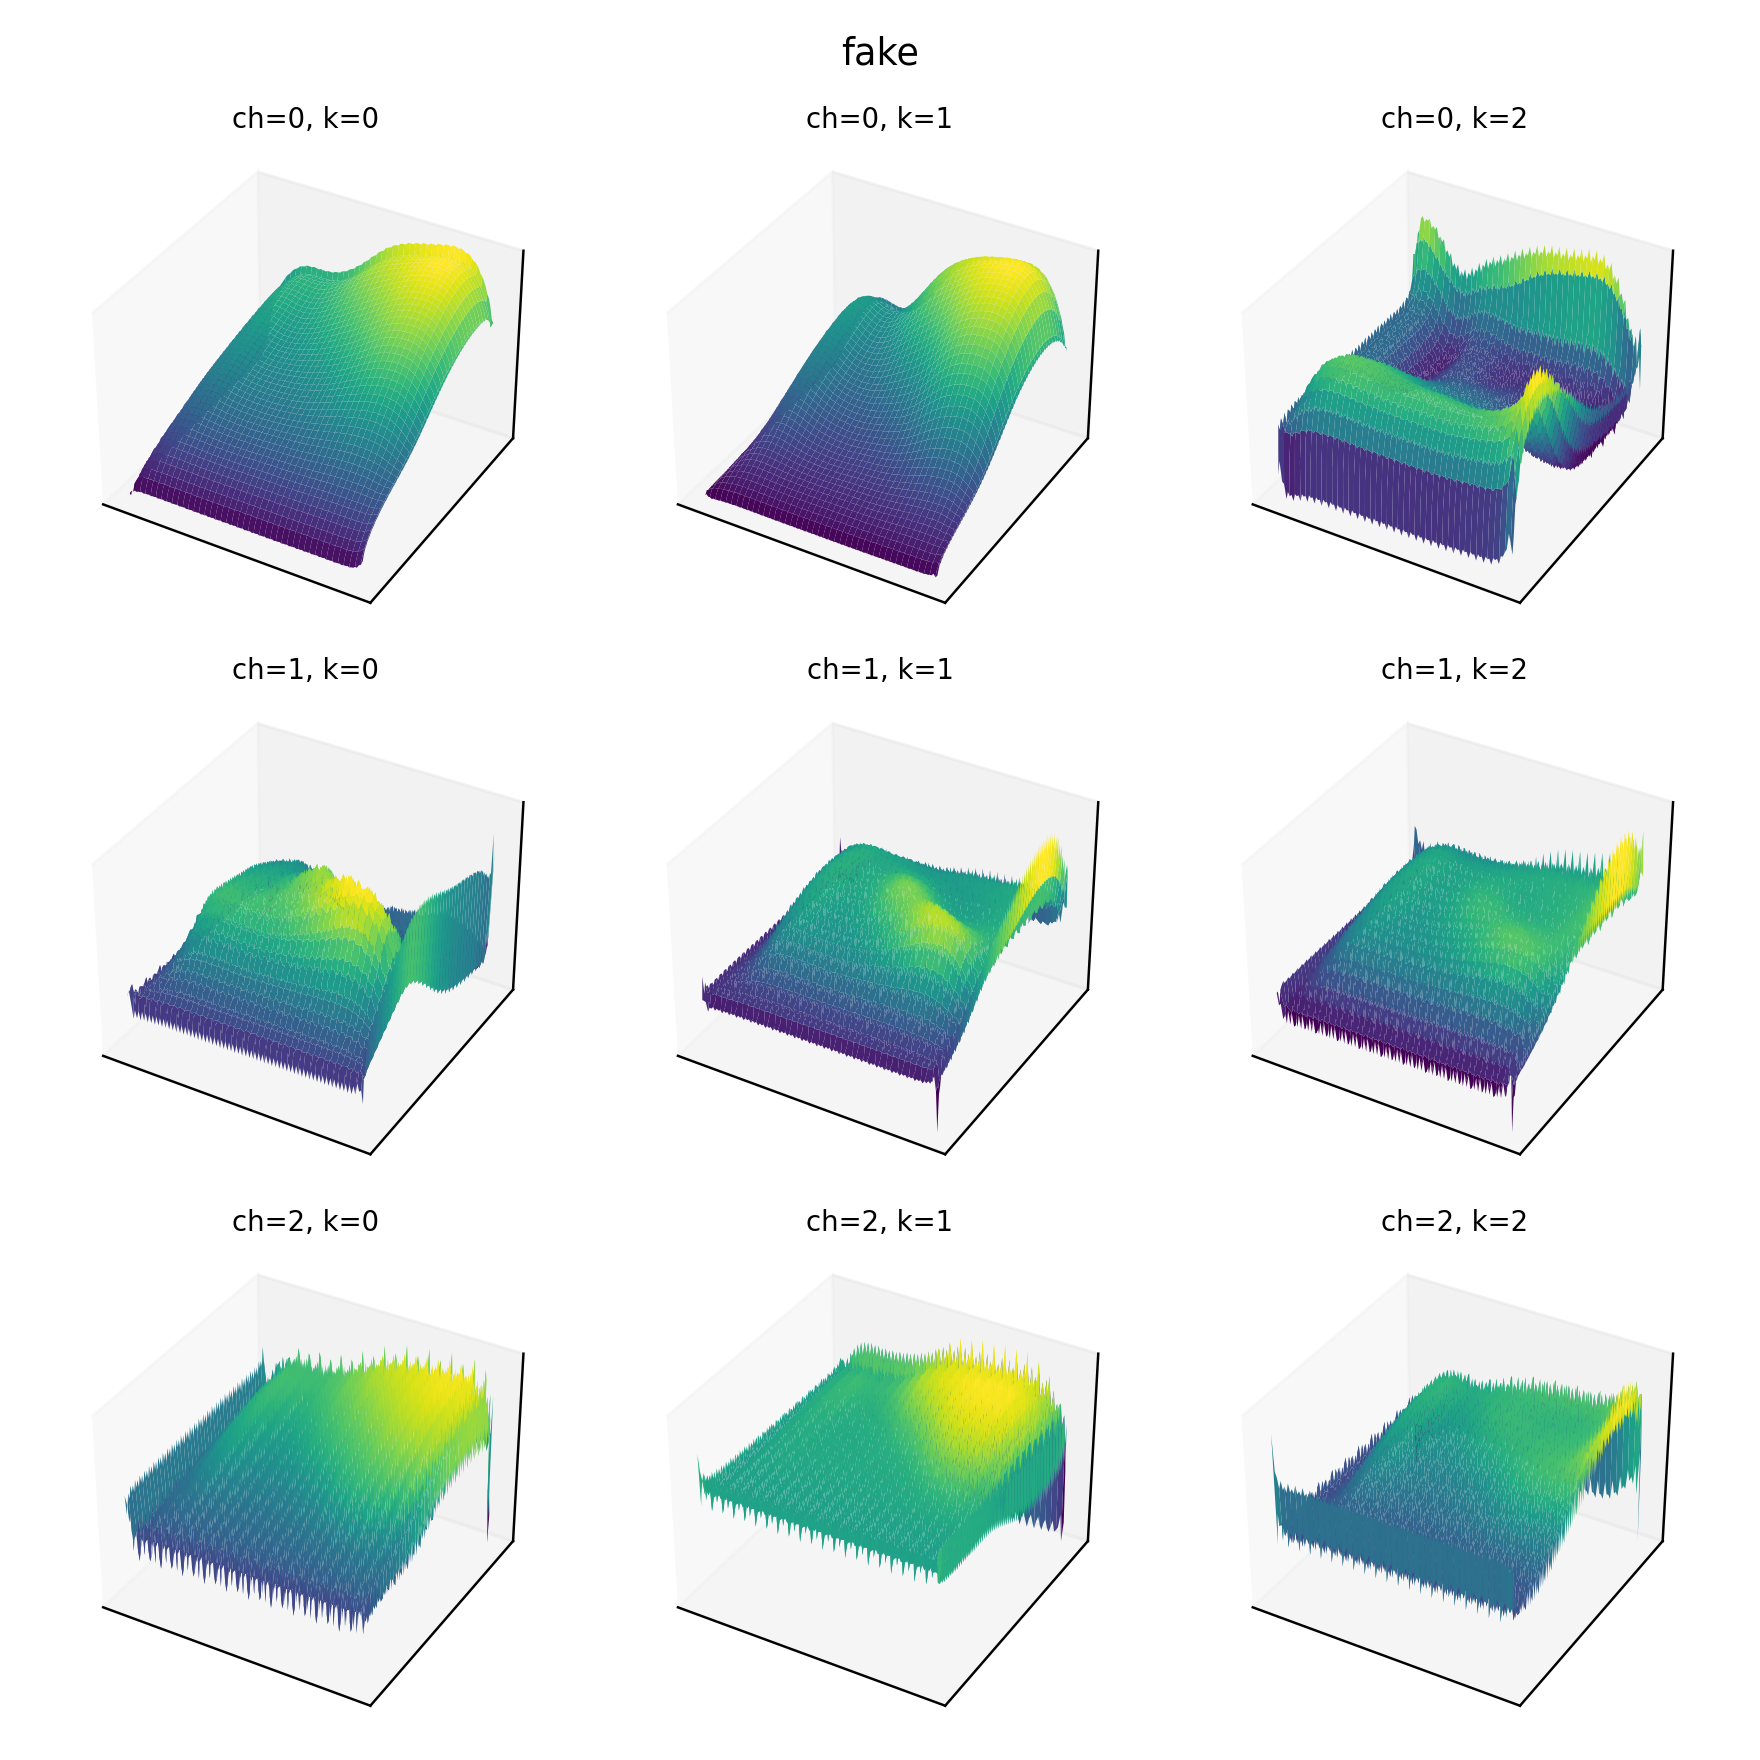 fake
ch=0, k=0
ch=0, k=1
ch=0, k=2
ch=1, k=0
ch=1, k=1
ch=1, k=2
ch=2, k=0
ch=2, k=1
ch=2, k=2